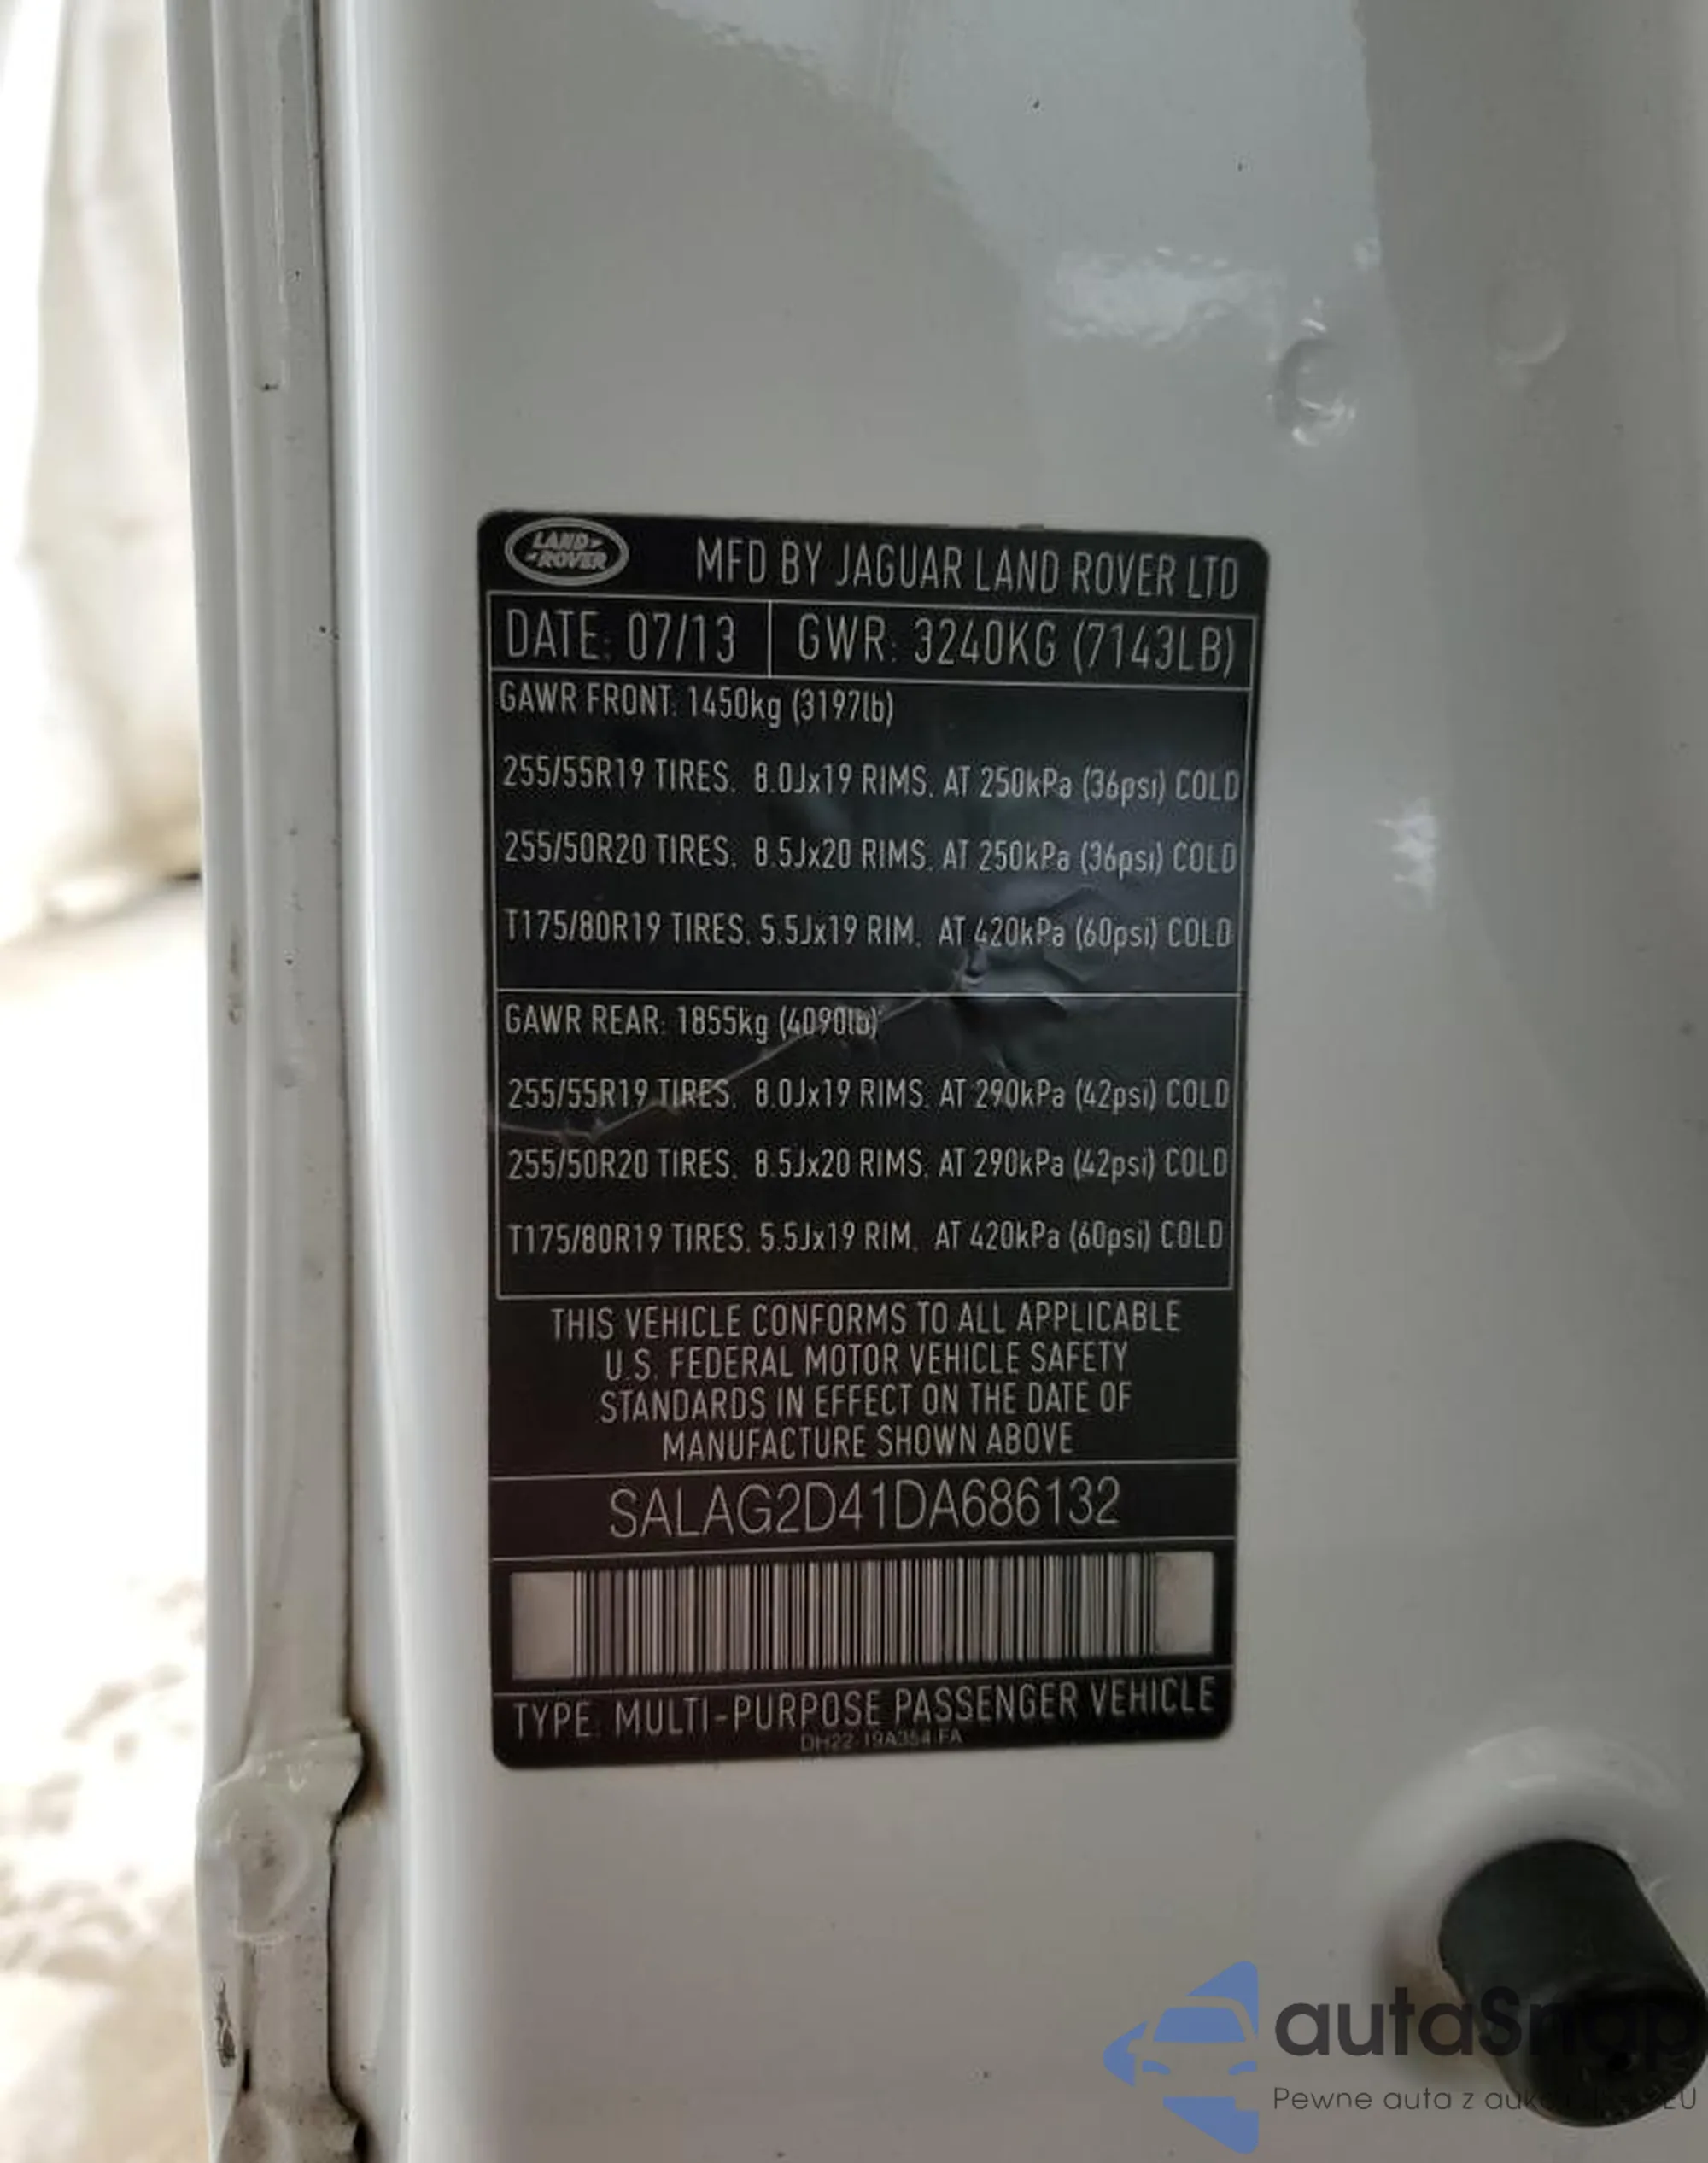 LAND ROVER
MFD BY JAGUAR LAND ROVER LTD
DATE: 07/13 GWR: 3240KG (7143LB)
GAWR FRONT: 1450kg (3197lb)
255/55R19 TIRES. 8.0Jx19 RIMS. AT 250kPa (36psi) COLD
255/50R20 TIRES. 8.5Jx20 RIMS. AT 250kPa (36psi) COLD
T175/80R19 TIRES. 5.5Jx19 RIM. AT 420kPa (60psi) COLD
GAWR REAR: 1855kg (4090lb)
255/55R19 TIRES. 8.0Jx19 RIMS. AT 290kPa (42psi) COLD
255/50R20 TIRES. 8.5Jx20 RIMS. AT 290kPa (42psi) COLD
T175/80R19 TIRES. 5.5Jx19 RIM. AT 420kPa (60psi) COLD
THIS VEHICLE CONFORMS TO ALL APPLICABLE
U.S. FEDERAL MOTOR VEHICLE SAFETY
STANDARDS IN EFFECT ON THE DATE OF
MANUFACTURE SHOWN ABOVE
SALAG2D41DA686132
TYPE: MULTI-PURPOSE PASSENGER VEHICLE
DH22-19A354-FA
autaSnap
Pewne auta z